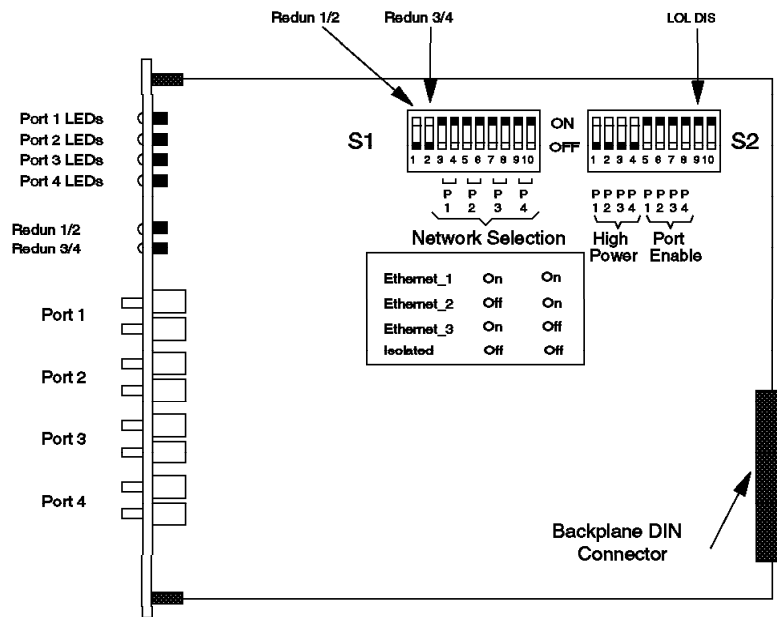 Redun 1/2 Redun 3/4 LOL DIS
Port 1 LEDs
Port 2 LEDs
Port 3 LEDs
Port 4 LEDs
Redun 1/2
Redun 3/4
Port 1
Port 2
Port 3
Port 4
S1 ON S2
OFF
1 2 3 4 5 6 7 8 9 10
1 2 3 4 5 6 7 8 9 10
P P P P
1 2 3 4
Network Selection
P P P P P P P P
1 2 3 4 1 2 3 4
High Port
Power Enable
Ethernet_1 On On
Ethernet_2 Off On
Ethernet_3 On Off
Isolated Off Off
Backplane DIN
Connector